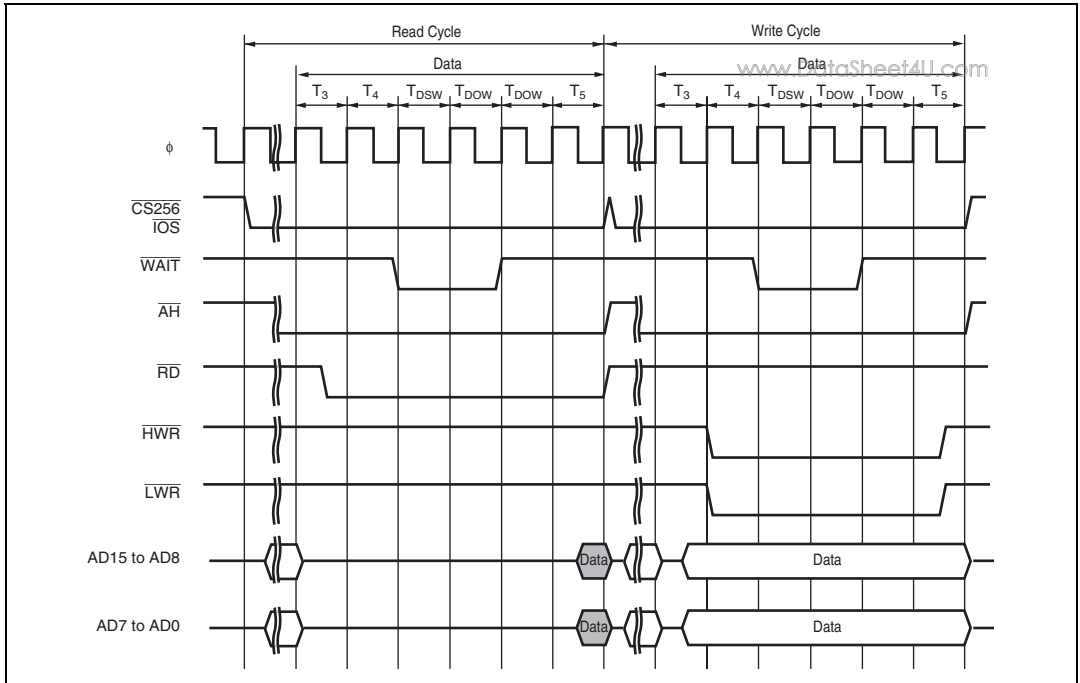 Read Cycle Write Cycle
Data Data
www.DataSheet4U.com
T3 T4 TDSW TDOW TDOW T5 T3 T4 TDSW TDOW TDOW T5
φ
CS256
IOS
WAIT
AH
RD
HWR
LWR
AD15 to AD8 Data Data
AD7 to AD0 Data Data